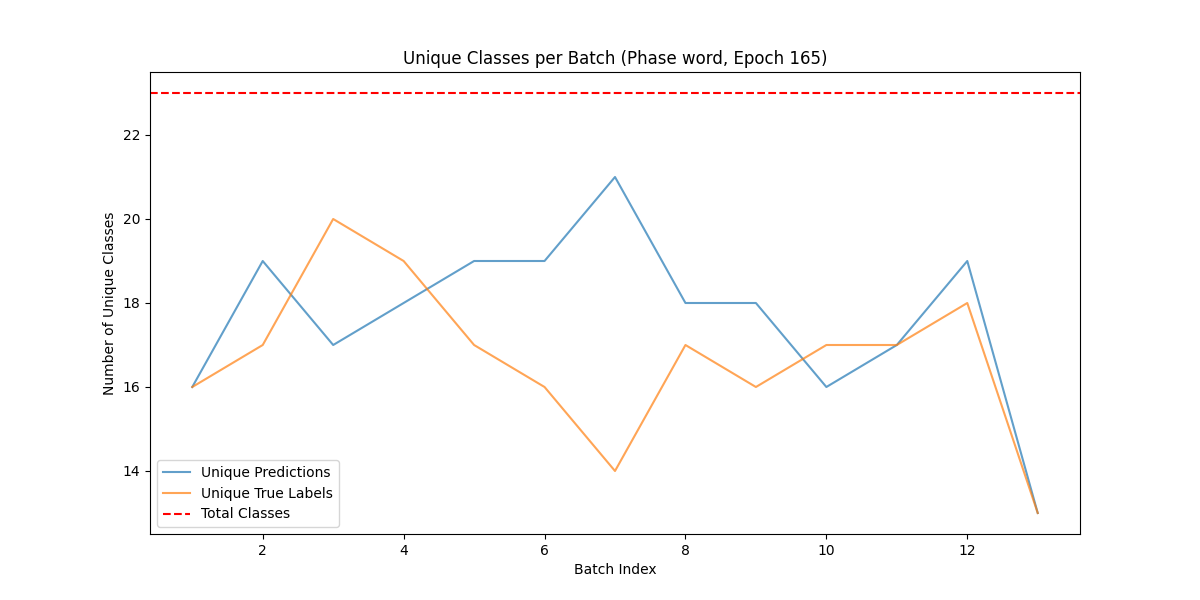 Unique Classes per Batch (Phase word, Epoch 165)
Number of Unique Classes
22
20
18
16
14
Unique Predictions
Unique True Labels
Total Classes
2 4 6 8 10 12
Batch Index